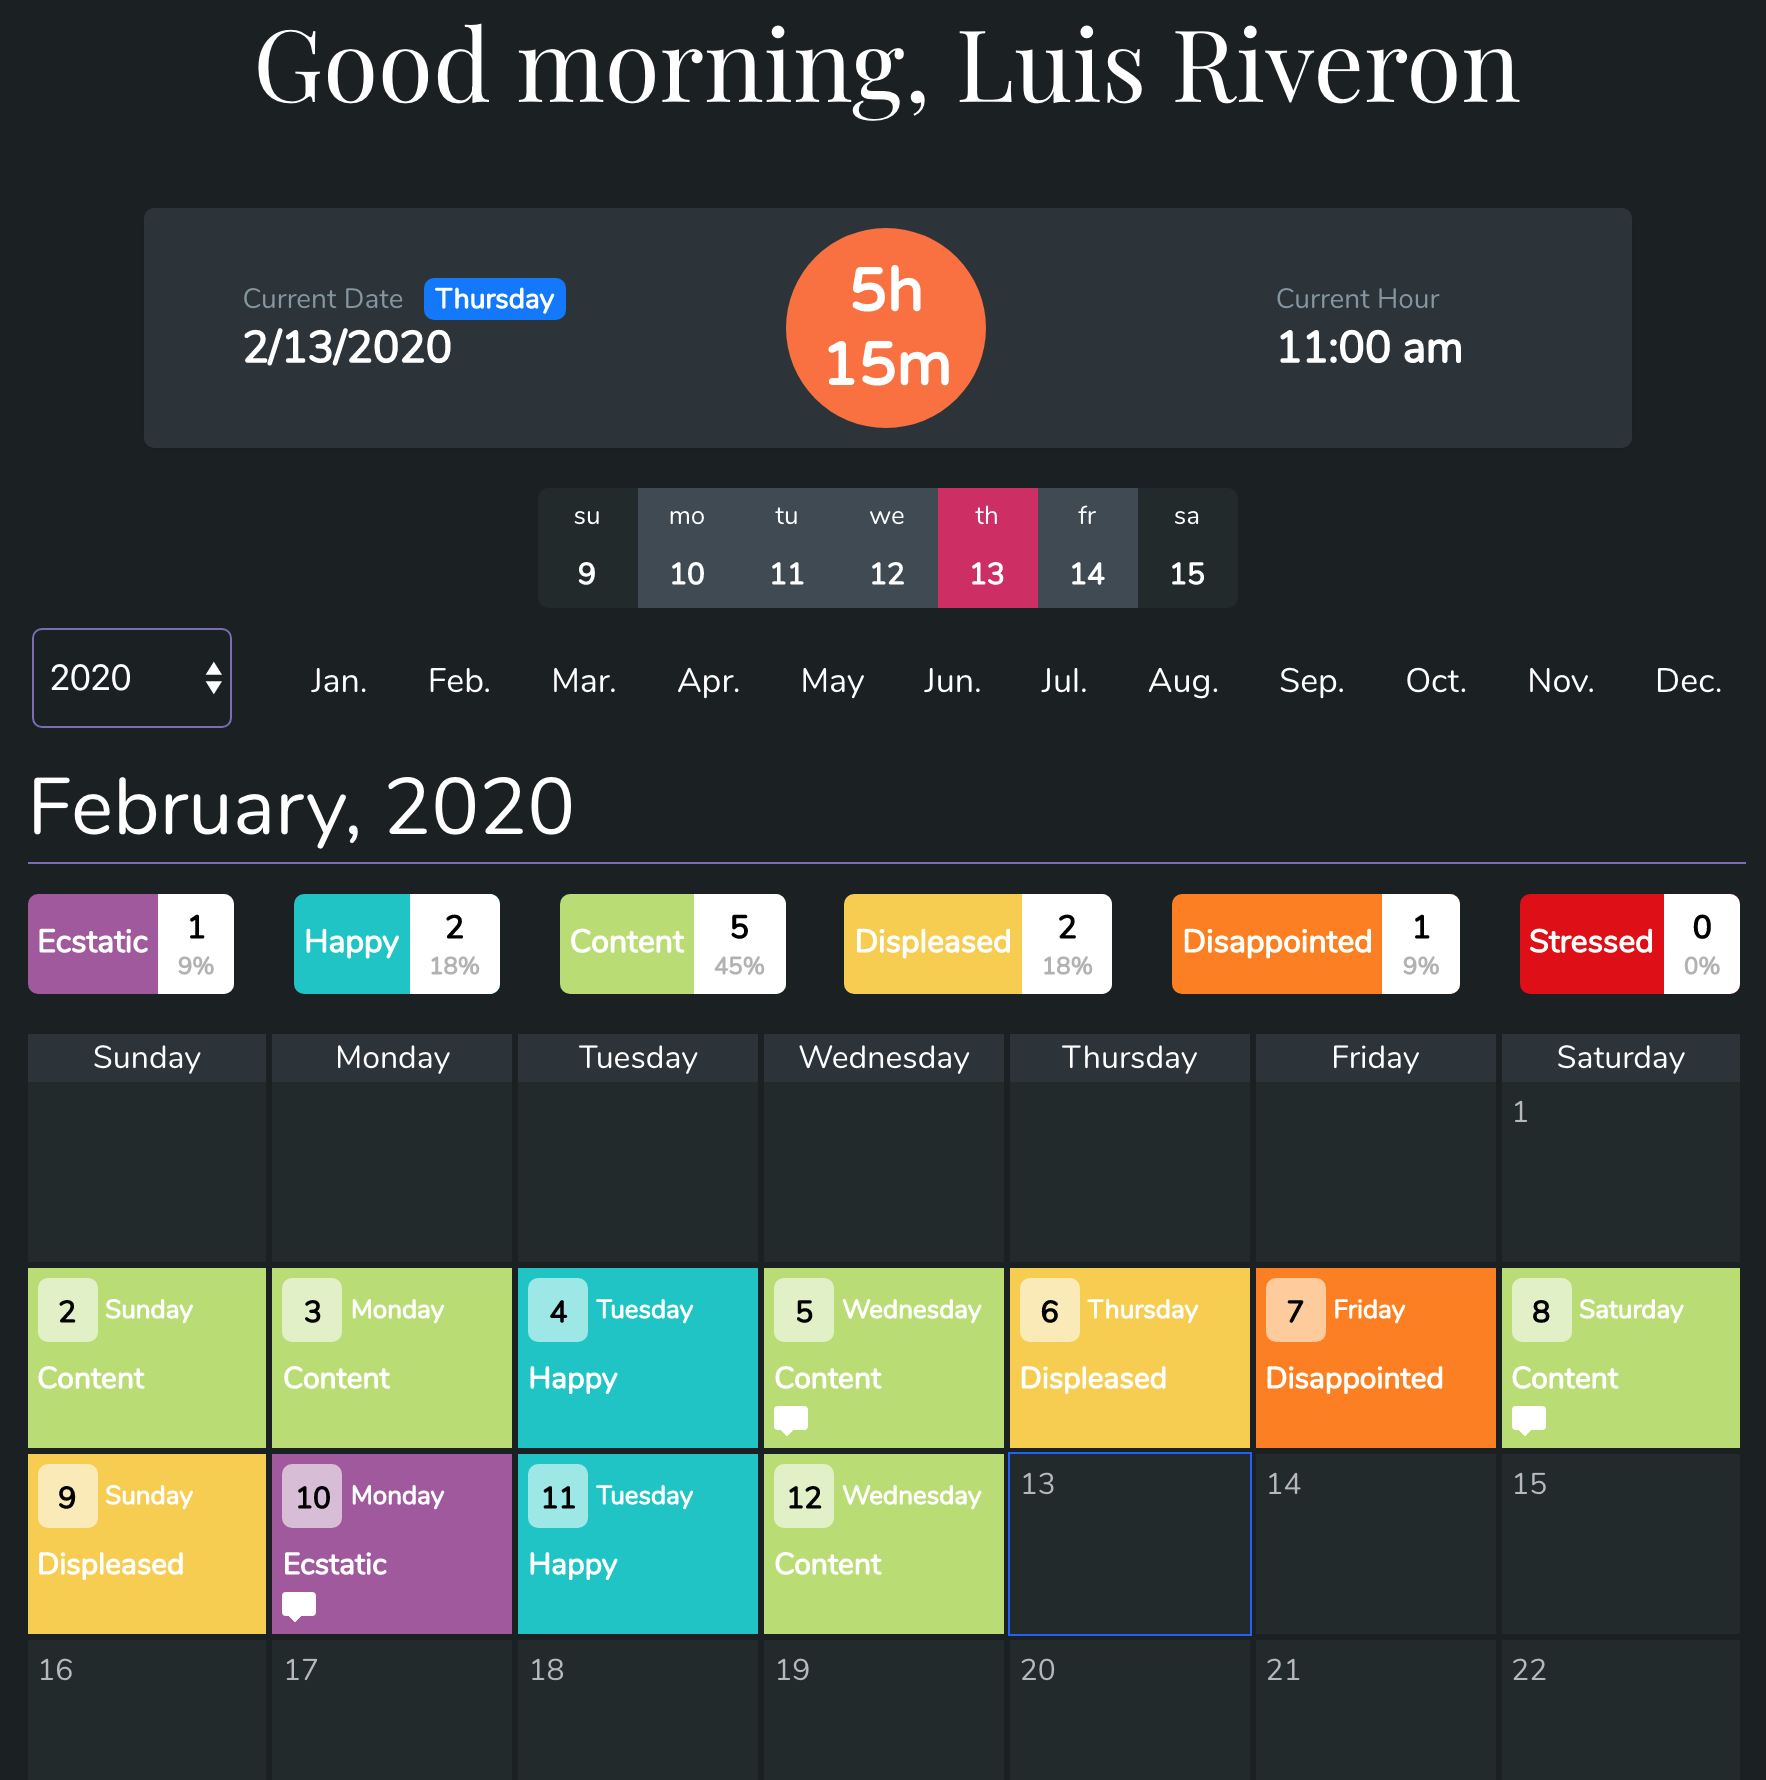 Good morning, Luis Riveron
Current Date Thursday
2/13/2020
5h
15m
Current Hour
11:00 am
su mo tu we th fr sa
9 10 11 12 13 14 15
2020 Jan. Feb. Mar. Apr. May Jun. Jul. Aug. Sep. Oct. Nov. Dec.
February, 2020
Ecstatic 1 9%
Happy 2 18%
Content 5 45%
Displeased 2 18%
Disappointed 1 9%
Stressed 0 0%
Sunday Monday Tuesday Wednesday Thursday Friday Saturday
1
2 Sunday
Content
3 Monday
Content
4 Tuesday
Happy
5 Wednesday
Content
6 Thursday
Displeased
7 Friday
Disappointed
8 Saturday
Content
9 Sunday
Displeased
10 Monday
Ecstatic
11 Tuesday
Happy
12 Wednesday
Content
13
14
15
16 17 18 19 20 21 22